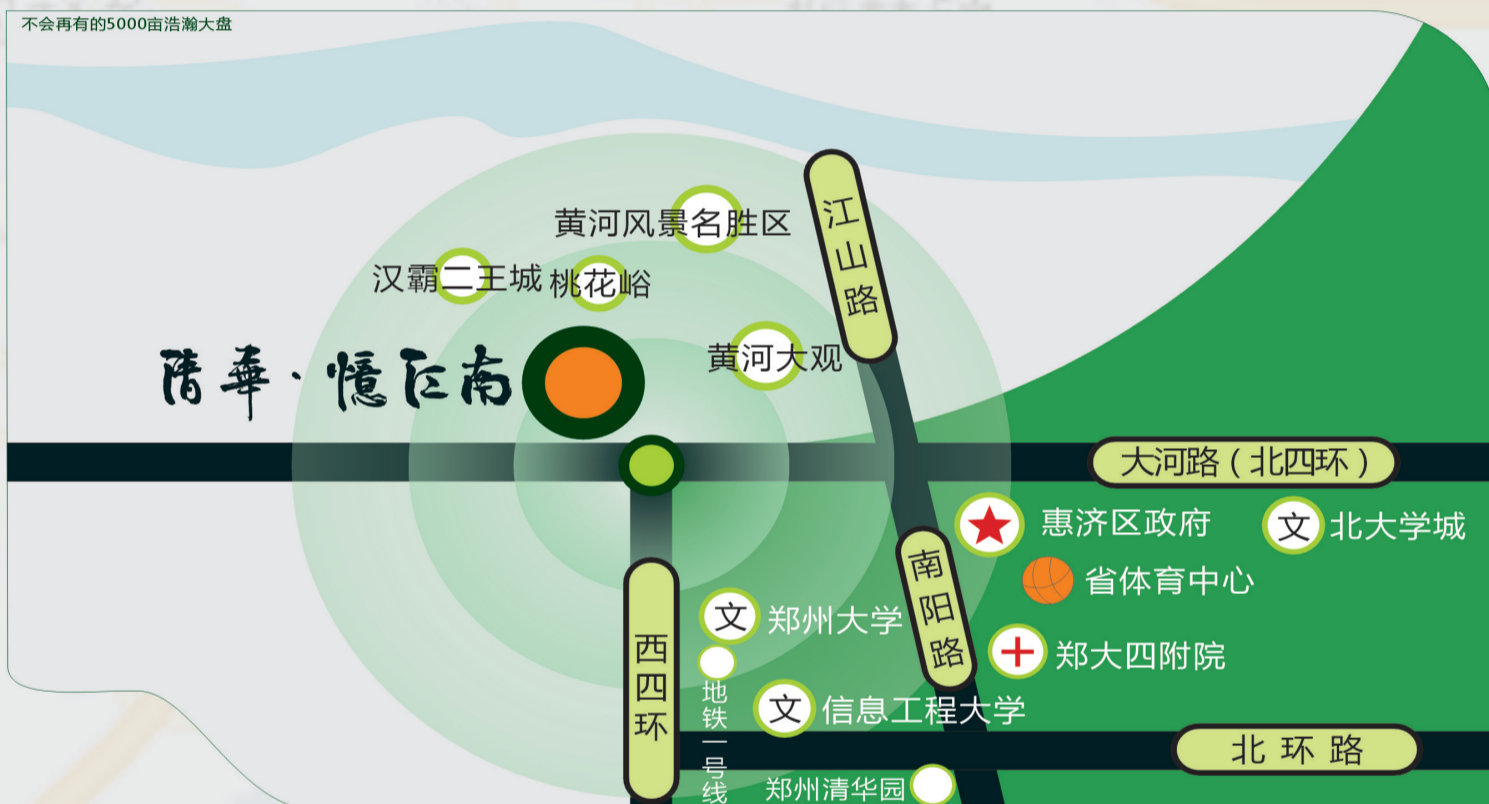 不会再有的5000亩浩瀚大盘
黄河风景名胜区
江山路
汉霸二王城
桃花峪
黄河大观
清華·憶江南
大河路（北四环）
惠济区政府
文
北大学城
南阳路
省体育中心
文
郑州大学
郑大四附院
西四环
地铁一号线
文
信息工程大学
北环路
郑州清华园